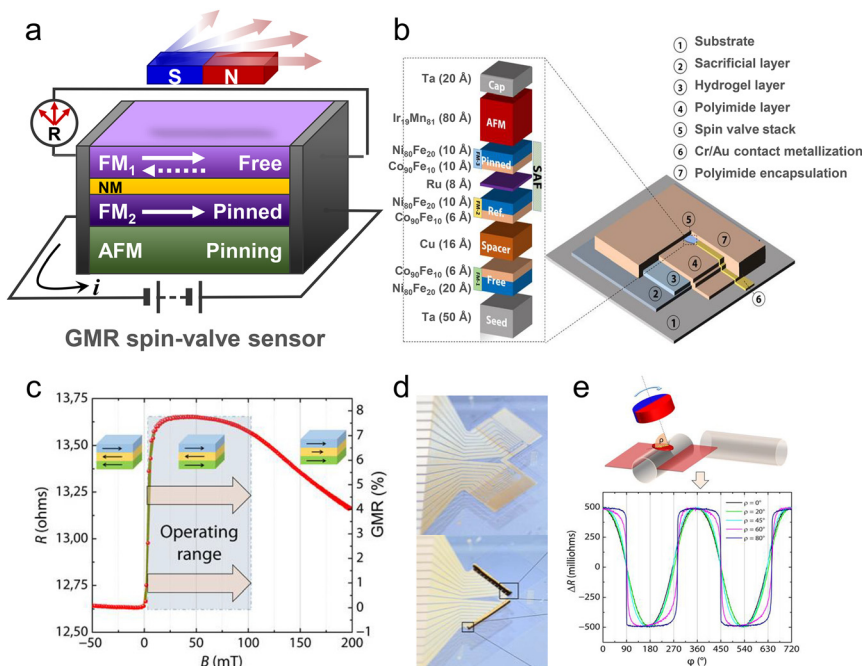 a
S N
R
FM1 Free
NM
FM2 Pinned
AFM Pinning
i
GMR spin-valve sensor
b
Ta (20 Å)
Cap
Ir19Mn81 (80 Å)
AFM
Ni80Fe20 (10 Å)
Co90Fe10 (10 Å)
FM-3
Pinned
Ru (8 Å)
SAF
Ni80Fe20 (10 Å)
Co90Fe10 (6 Å)
FM-2
Ref.
Cu (16 Å)
Spacer
Co90Fe10 (6 Å)
Ni80Fe20 (20 Å)
FM-1
Free
Ta (50 Å)
Seed
1 Substrate
2 Sacrificial layer
3 Hydrogel layer
4 Polyimide layer
5 Spin valve stack
6 Cr/Au contact metallization
7 Polyimide encapsulation
5
7
4
3
2
6
1
c
13,75
13,50
13,25
13,00
12,75
12,50
R (ohms)
8
7
6
5
4
3
2
1
0
−1
GMR (%)
Operating
range
−50 0 50 100 150 200
B (mT)
d
e
ρ
500
250
0
−250
−500
ΔR (milliohms)
ρ = 0°
ρ = 20°
ρ = 45°
ρ = 60°
ρ = 80°
0 90 180 270 360 450 540 630 720
φ (°)